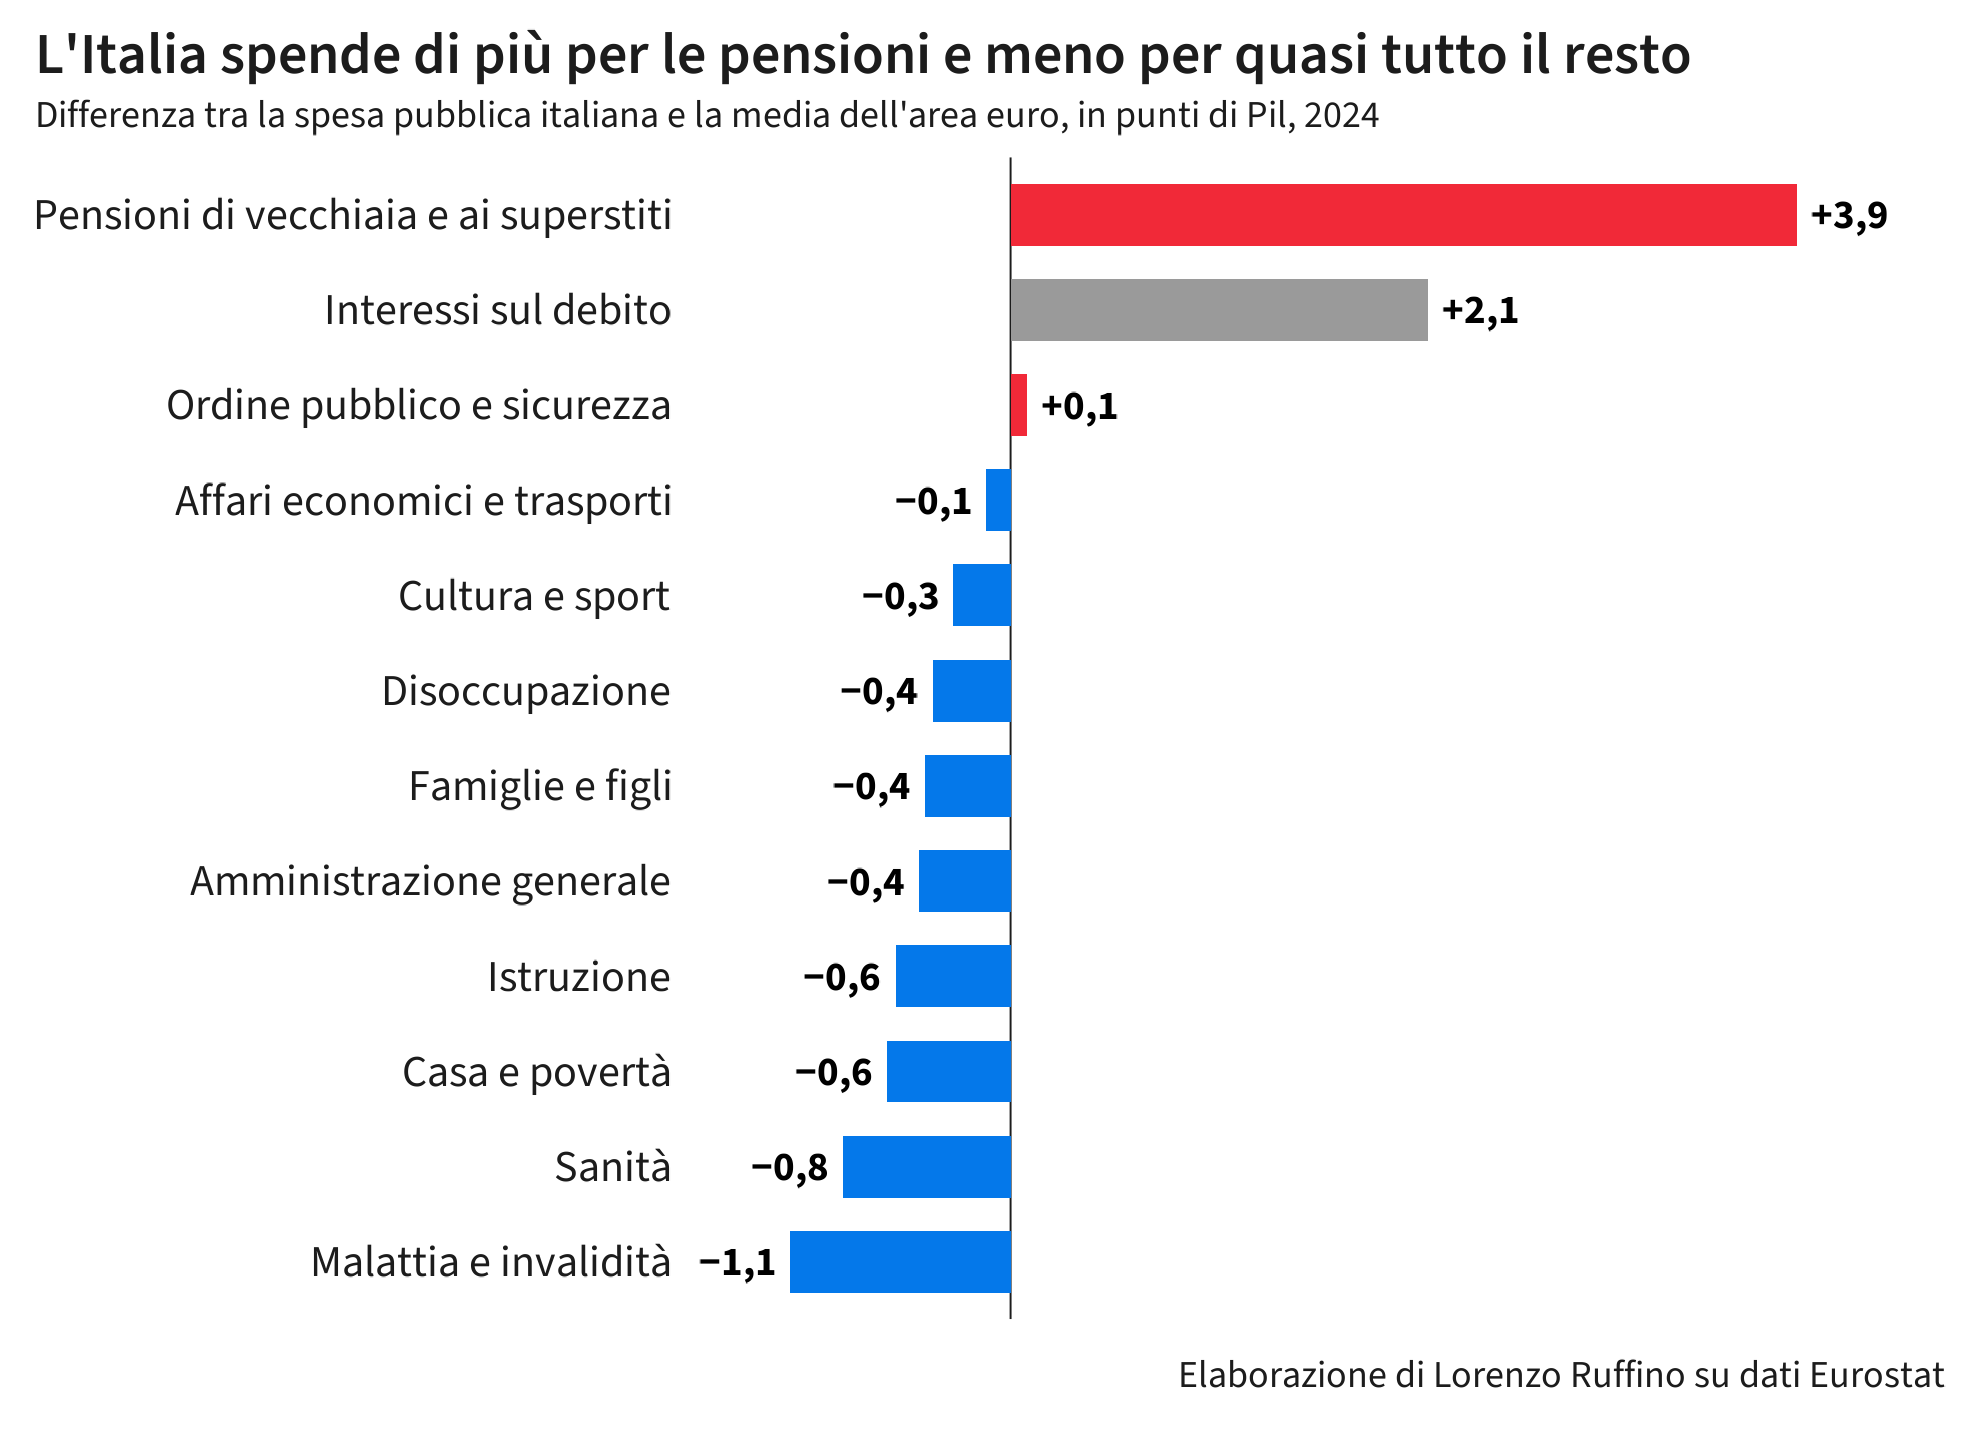 L'Italia spende di più per le pensioni e meno per quasi tutto il resto
Differenza tra la spesa pubblica italiana e la media dell'area euro, in punti di Pil, 2024
Pensioni di vecchiaia e ai superstiti +3,9
Interessi sul debito +2,1
Ordine pubblico e sicurezza +0,1
Affari economici e trasporti −0,1
Cultura e sport −0,3
Disoccupazione −0,4
Famiglie e figli −0,4
Amministrazione generale −0,4
Istruzione −0,6
Casa e povertà −0,6
Sanità −0,8
Malattia e invalidità −1,1
Elaborazione di Lorenzo Ruffino su dati Eurostat